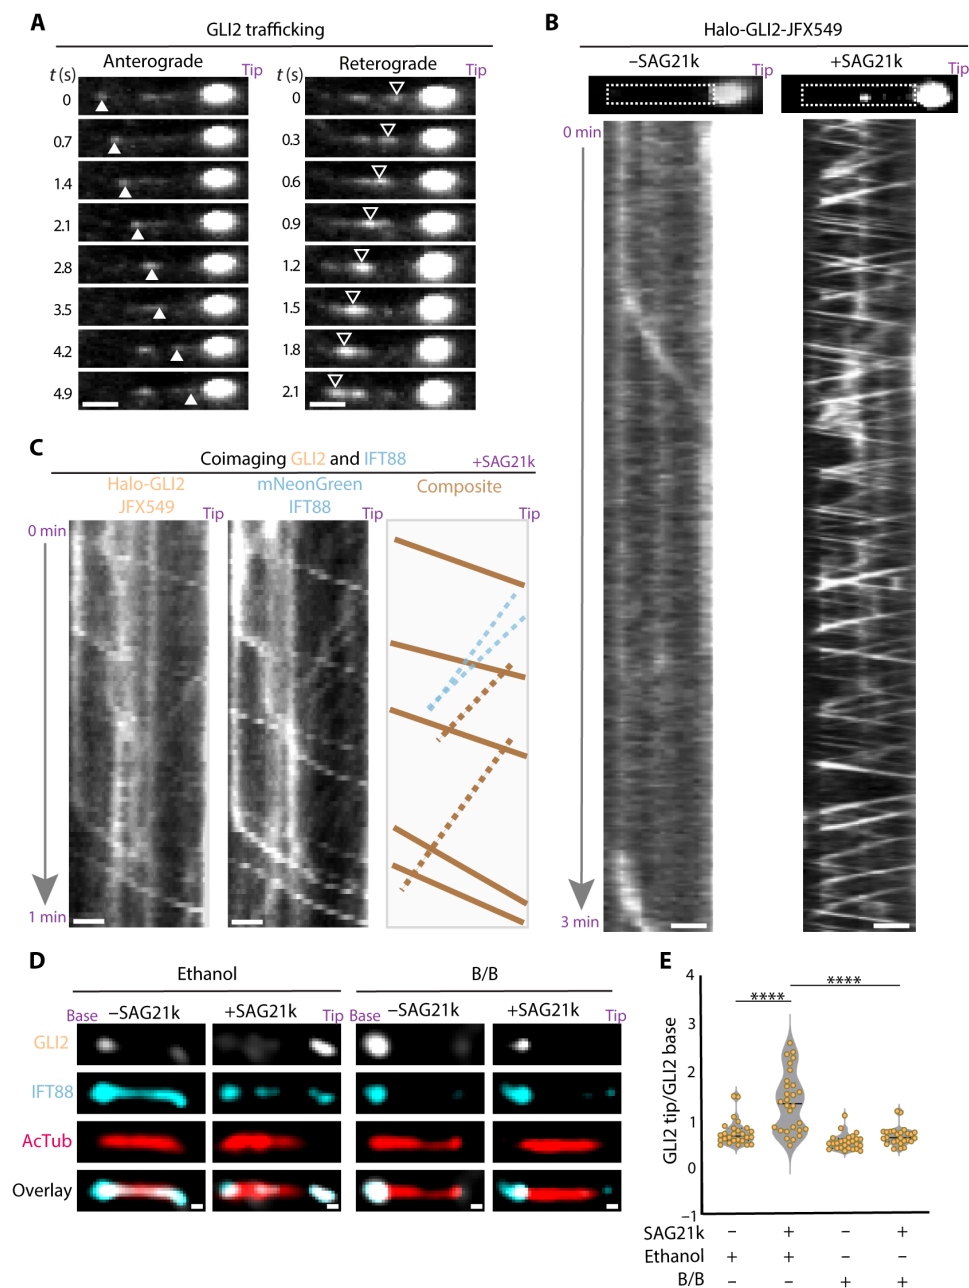 A
GLI2 trafficking
Anterograde
Tip
t (s)
0
0.7
1.4
2.1
2.8
3.5
4.2
4.9
Reterograde
Tip
t (s)
0
0.3
0.6
0.9
1.2
1.5
1.8
2.1
B
Halo-GLI2-JFX549
–SAG21k
+SAG21k
Tip
Tip
0 min
3 min
C
Coimaging GLI2 and IFT88
+SAG21k
Halo-GLI2
JFX549
Tip
mNeonGreen
IFT88
Tip
Composite
Tip
0 min
1 min
D
Ethanol
B/B
Base
–SAG21k
+SAG21k
Tip
Base
–SAG21k
+SAG21k
Tip
GLI2
IFT88
AcTub
Overlay
E
GLI2 tip/GLI2 base
4
3
2
1
0
–1
****
****
SAG21k – + – +
Ethanol + + – –
B/B – – + +